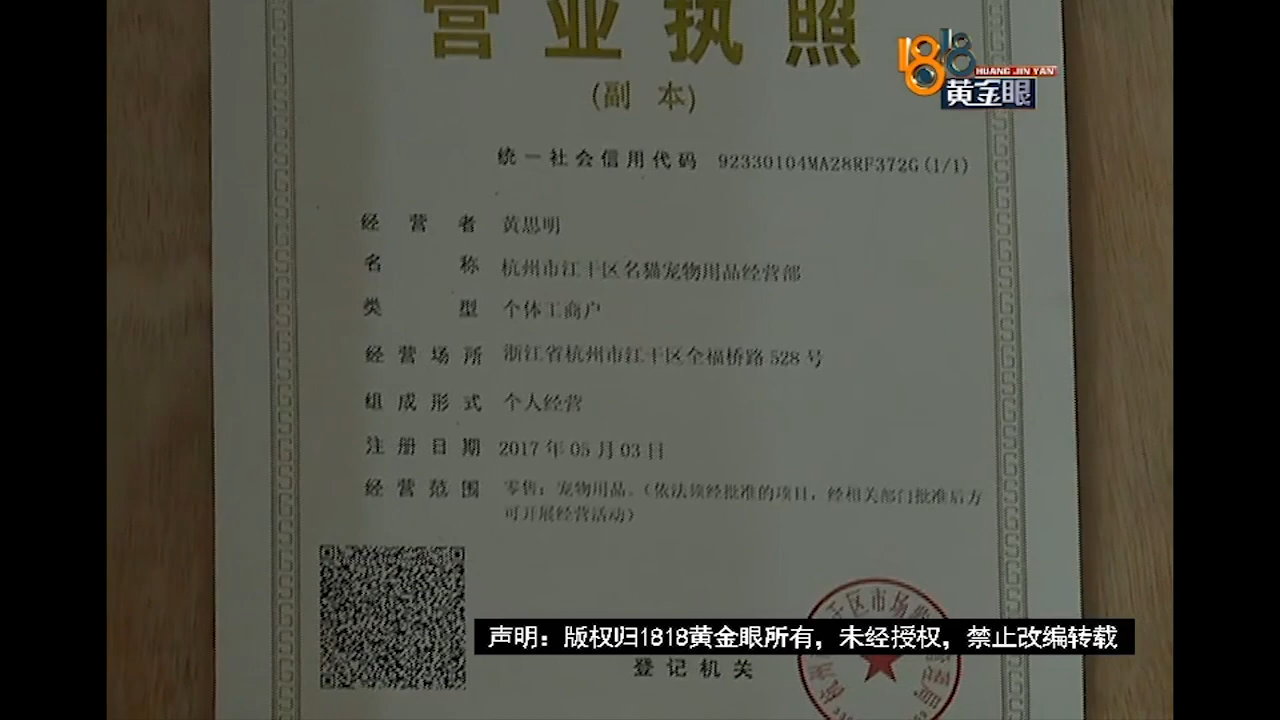 营业执照
1818
HUANG JIN YAN
黄金眼
(副 本)
统一社会信用代码 92330104MA28RF372G(1/1)
经营者 黄思明
名称 杭州市江干区名猫宠物用品经营部
类型 个体工商户
经营场所 浙江省杭州市江干区全福桥路528号
组成形式 个人经营
注册日期 2017年05月03日
经营范围 零售：宠物用品。（依法须经批准的项目，经相关部门批准后方
可开展经营活动）
干区市场
声明：版权归1818黄金眼所有，未经授权，禁止改编转载
登记机关